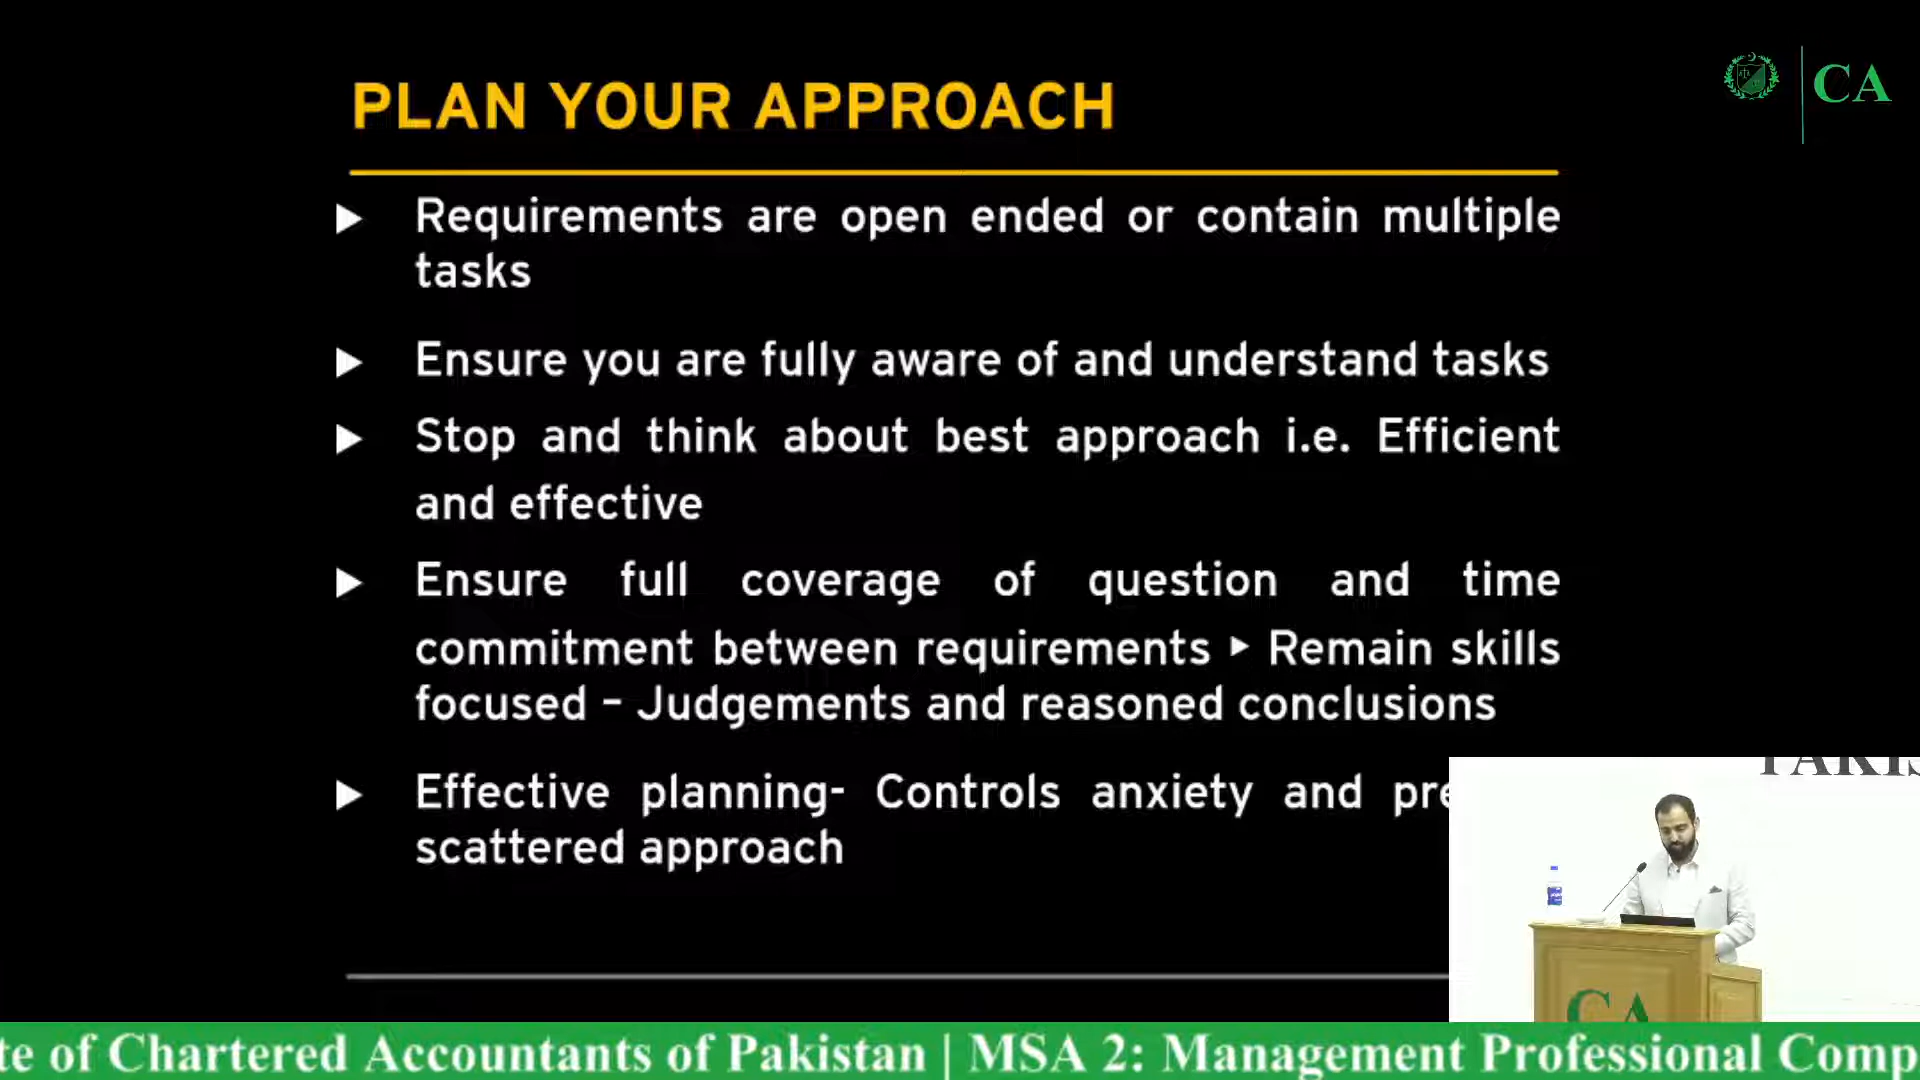 CA
PLAN YOUR APPROACH
▶ Requirements are open ended or contain multiple
tasks
▶ Ensure you are fully aware of and understand tasks
▶ Stop and think about best approach i.e. Efficient
and effective
▶ Ensure full coverage of question and time
commitment between requirements ▸ Remain skills
focused – Judgements and reasoned conclusions
▶ Effective planning- Controls anxiety and pre
scattered approach
PAKIS
CA
te of Chartered Accountants of Pakistan | MSA 2: Management Professional Comp